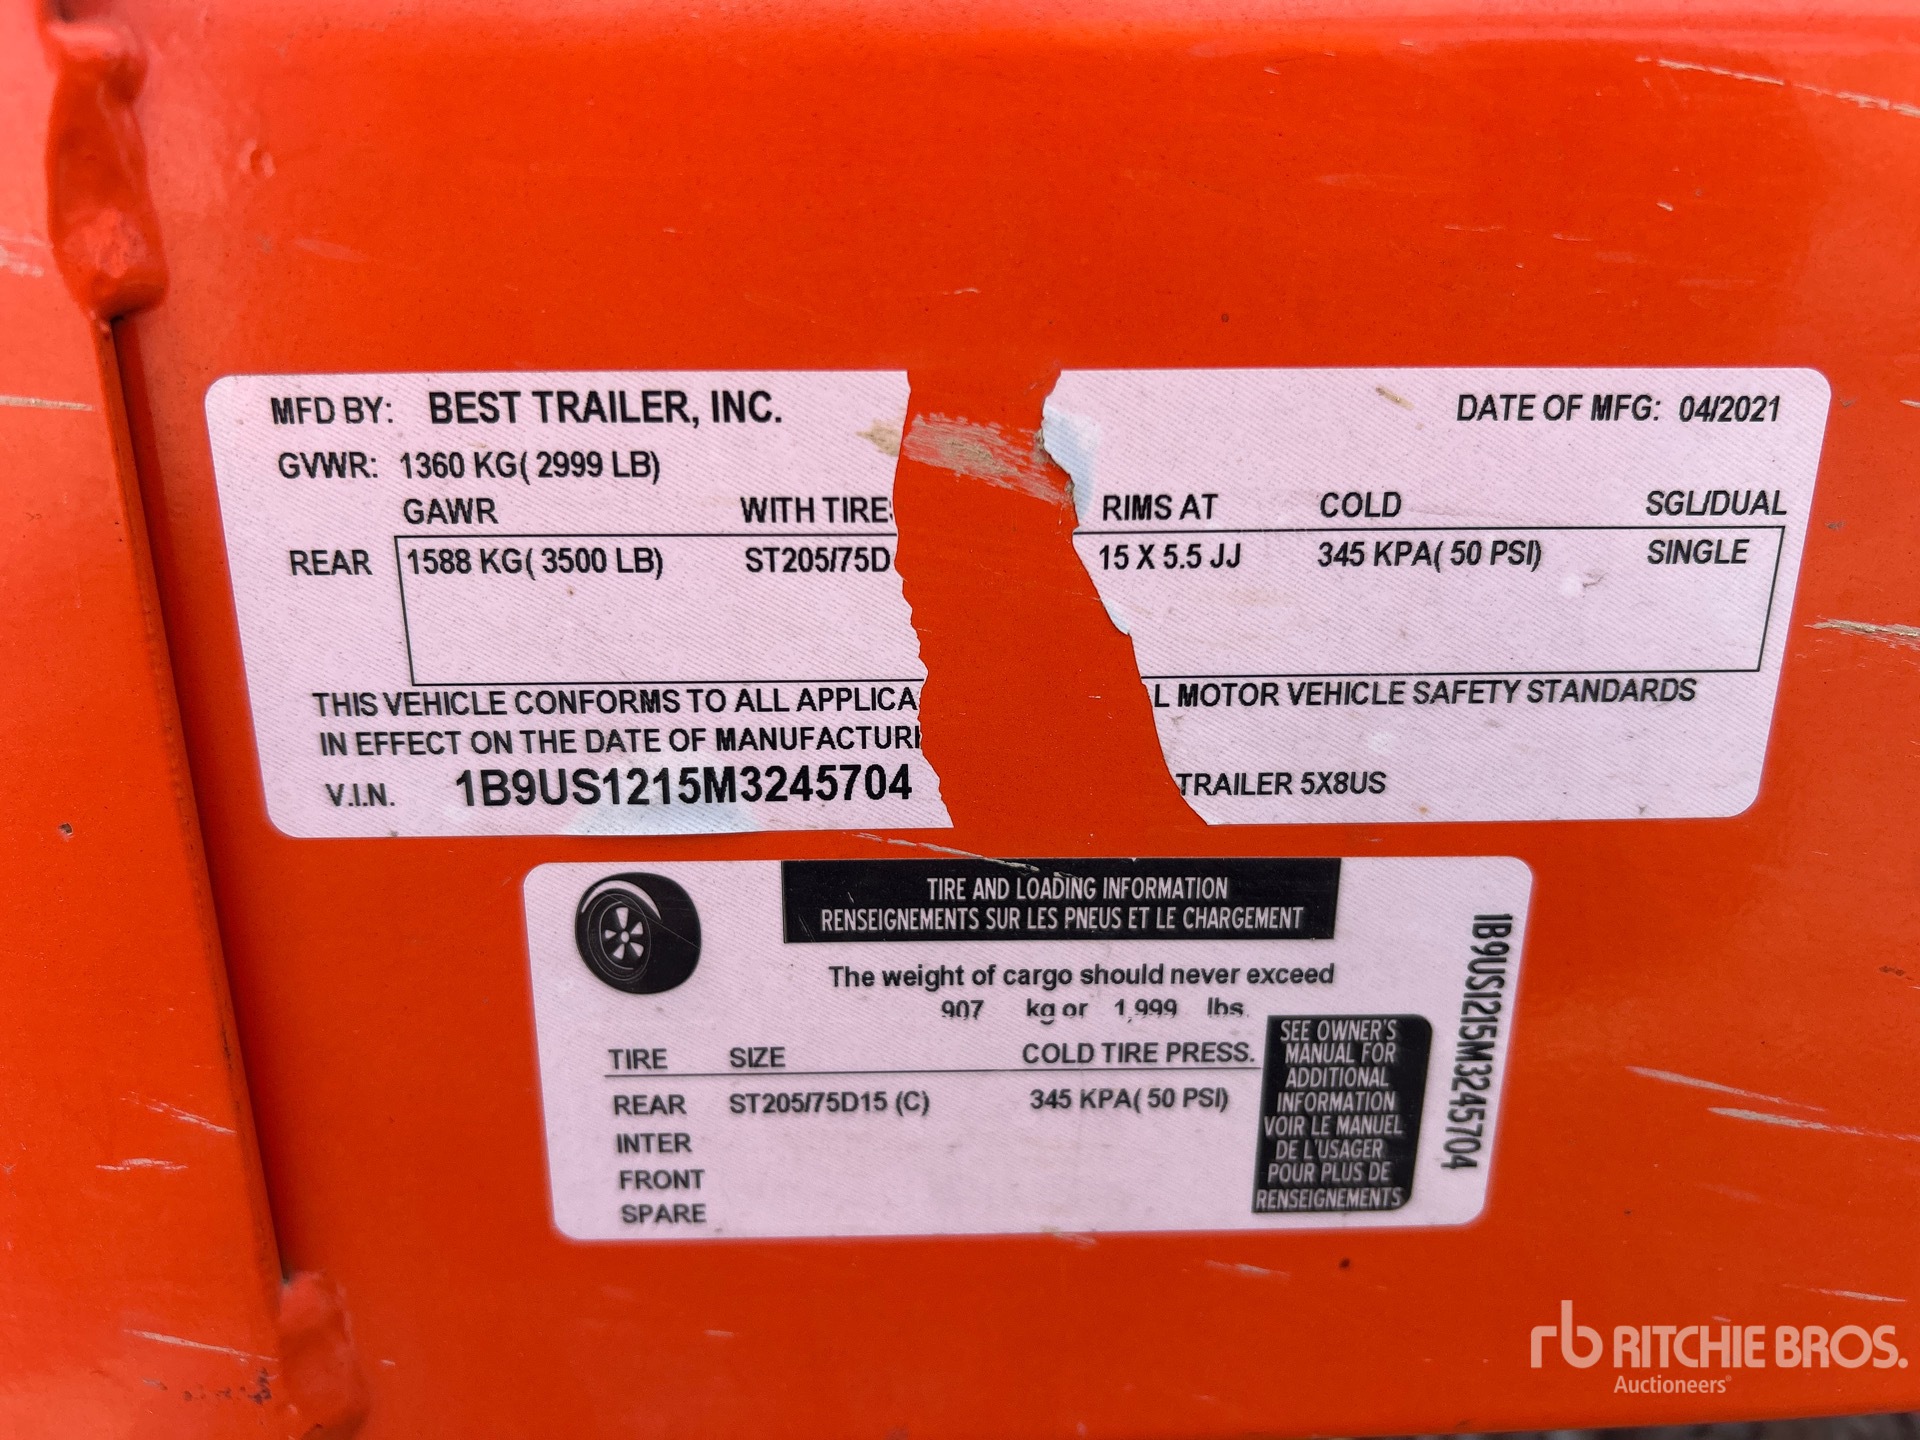 MFD BY: BEST TRAILER, INC. DATE OF MFG: 04/2021
GVWR: 1360 KG( 2999 LB)
GAWR WITH TIRE RIMS AT COLD SGL/DUAL
REAR 1588 KG( 3500 LB) ST205/75D 15 X 5.5 JJ 345 KPA( 50 PSI) SINGLE
THIS VEHICLE CONFORMS TO ALL APPLICA L MOTOR VEHICLE SAFETY STANDARDS
IN EFFECT ON THE DATE OF MANUFACTUR
V.I.N. 1B9US1215M3245704 TRAILER 5X8US
TIRE AND LOADING INFORMATION
RENSEIGNEMENTS SUR LES PNEUS ET LE CHARGEMENT
The weight of cargo should never exceed
907 kg or 1,999 lbs.
TIRE SIZE COLD TIRE PRESS.
REAR ST205/75D15 (C) 345 KPA( 50 PSI)
INTER
FRONT
SPARE
SEE OWNER'S
MANUAL FOR
ADDITIONAL
INFORMATION
VOIR LE MANUEL
DE L'USAGER
POUR PLUS DE
RENSEIGNEMENTS
1B9US1215M3245704
rb RITCHIE BROS.
Auctioneers